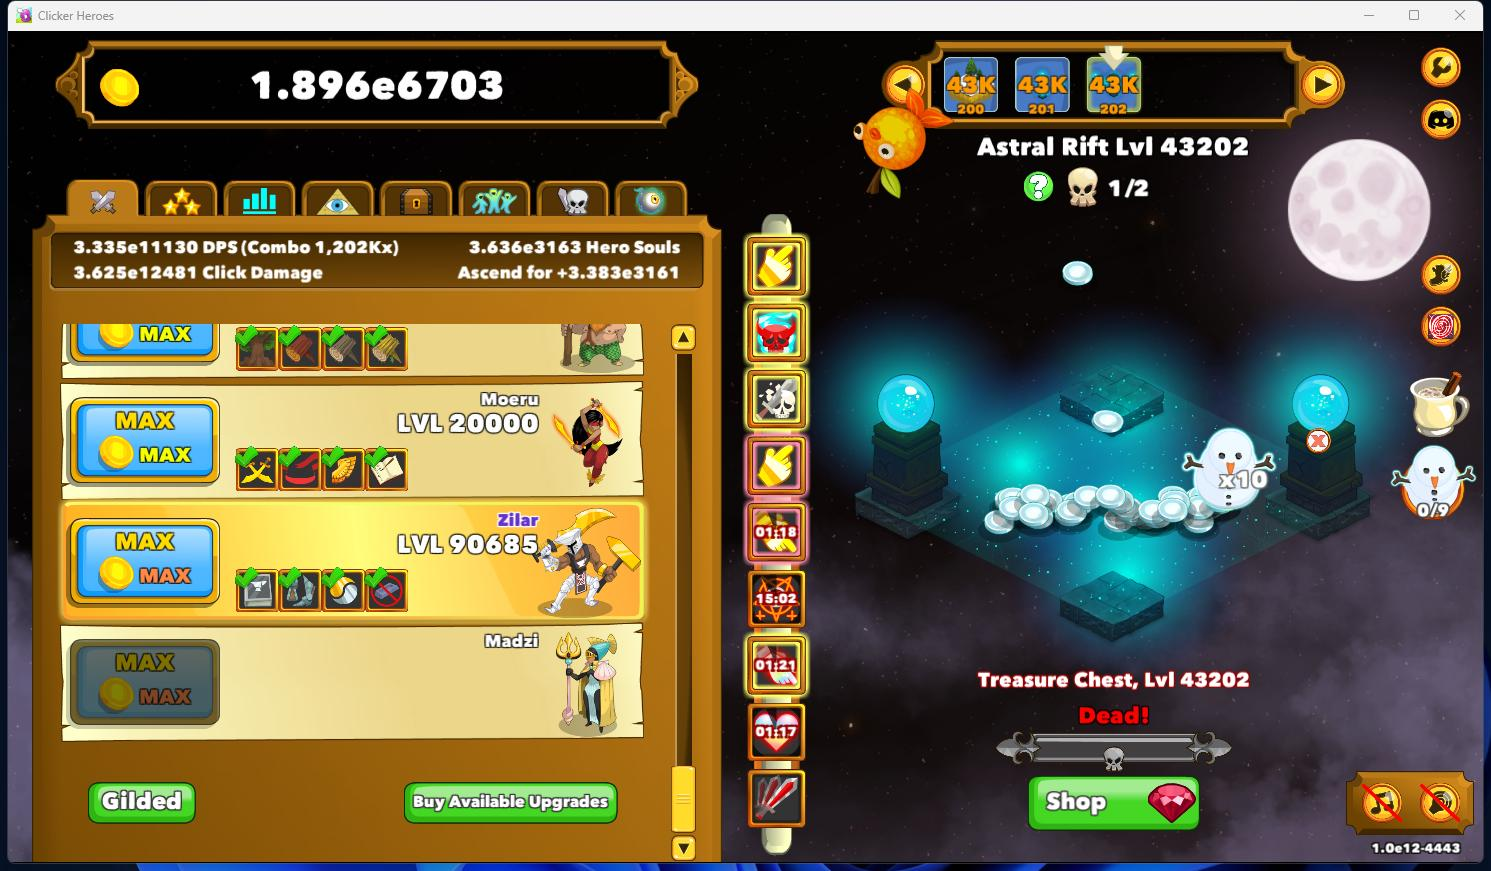 Clicker Heroes
1.896e6703
43K
200
43K
201
43K
202
Astral Rift Lvl 43202
?
1/2
3.335e11130 DPS (Combo 1,202Kx)
3.636e3163 Hero Souls
3.625e12481 Click Damage
Ascend for +3.383e3161
MAX
Moeru
LVL 20000
MAX
MAX
Zilar
LVL 90685
MAX
MAX
Madzi
MAX
MAX
Gilded
Buy Available Upgrades
01:18
15:02
01:21
01:17
x10
X
0/9
Treasure Chest, Lvl 43202
Dead!
Shop
1.0e12-4443